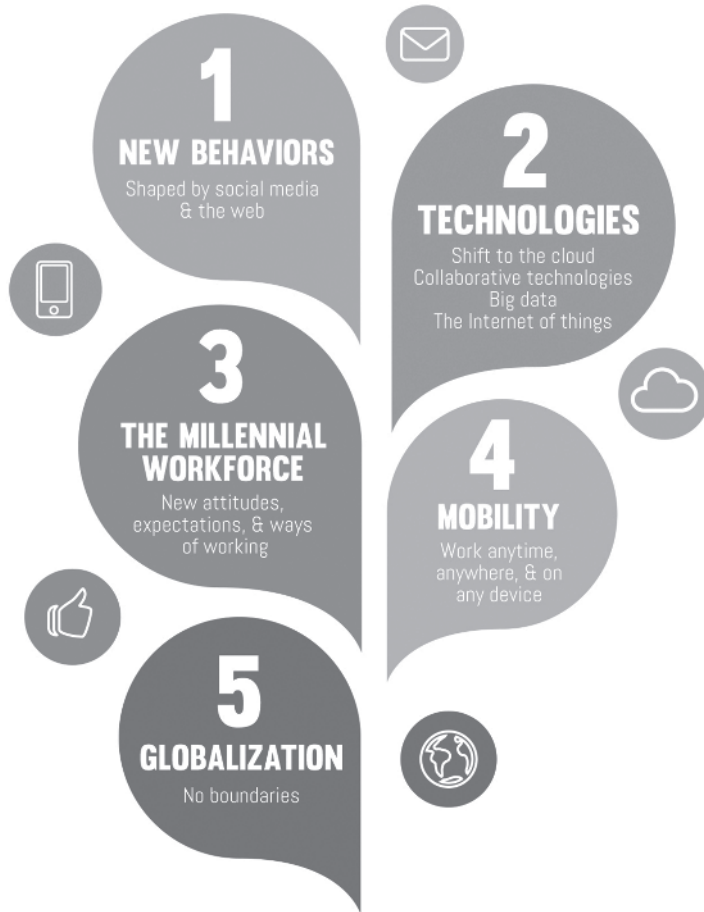 1
NEW BEHAVIORS
Shaped by social media
& the web
2
TECHNOLOGIES
Shift to the cloud
Collaborative technologies
Big data
The Internet of things
3
THE MILLENNIAL
WORKFORCE
New attitudes,
expectations, & ways
of working
4
MOBILITY
Work anytime,
anywhere, & on
any device
5
GLOBALIZATION
No boundaries